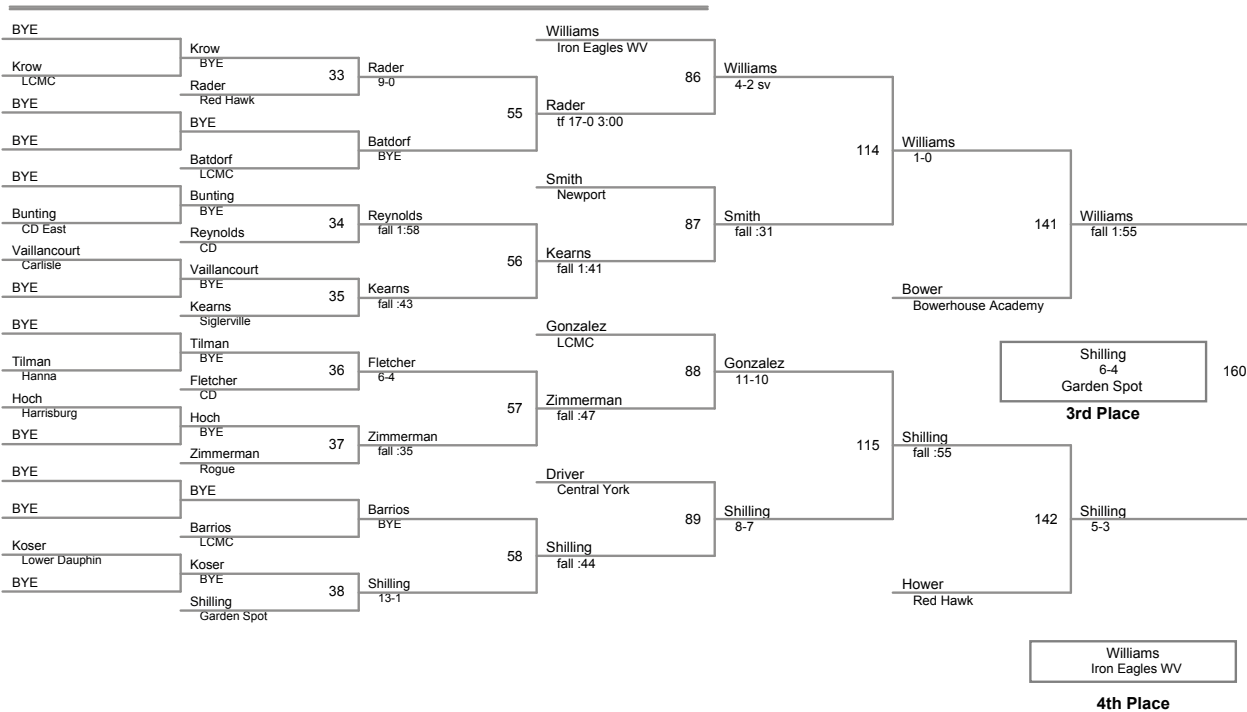 BYE
Krow
LCMC
BYE
BYE
BYE
Bunting
CD East
Vaillancourt
Carlisle
BYE
BYE
Tilman
Hanna
Hoch
Harrisburg
BYE
BYE
BYE
Koser
Lower Dauphin
BYE
Krow
BYE
33
Rader
Red Hawk
BYE
Batdorf
LCMC
Bunting
BYE
34
Reynolds
CD
Vaillancourt
BYE
35
Kearns
Siglerville
Tilman
BYE
36
Fletcher
CD
Hoch
BYE
37
Zimmerman
Rogue
BYE
Barrios
LCMC
Koser
BYE
38
Shilling
Garden Spot
Rader
9-0
55
Batdorf
BYE
Reynolds
fall 1:58
56
Kearns
fall :43
Fletcher
6-4
57
Zimmerman
fall :35
Barrios
BYE
58
Shilling
13-1
Williams
Iron Eagles WV
86
Rader
tf 17-0 3:00
Smith
Newport
87
Kearns
fall 1:41
Gonzalez
LCMC
88
Zimmerman
fall :47
Driver
Central York
89
Shilling
fall :44
Williams
4-2 sv
114
Smith
fall :31
Gonzalez
11-10
115
Shilling
8-7
Williams
1-0
141
Bower
Bowerhouse Academy
Shilling
fall :55
142
Hower
Red Hawk
Williams
fall 1:55
Shilling
6-4
Garden Spot
160
3rd Place
Shilling
5-3
Williams
Iron Eagles WV
4th Place